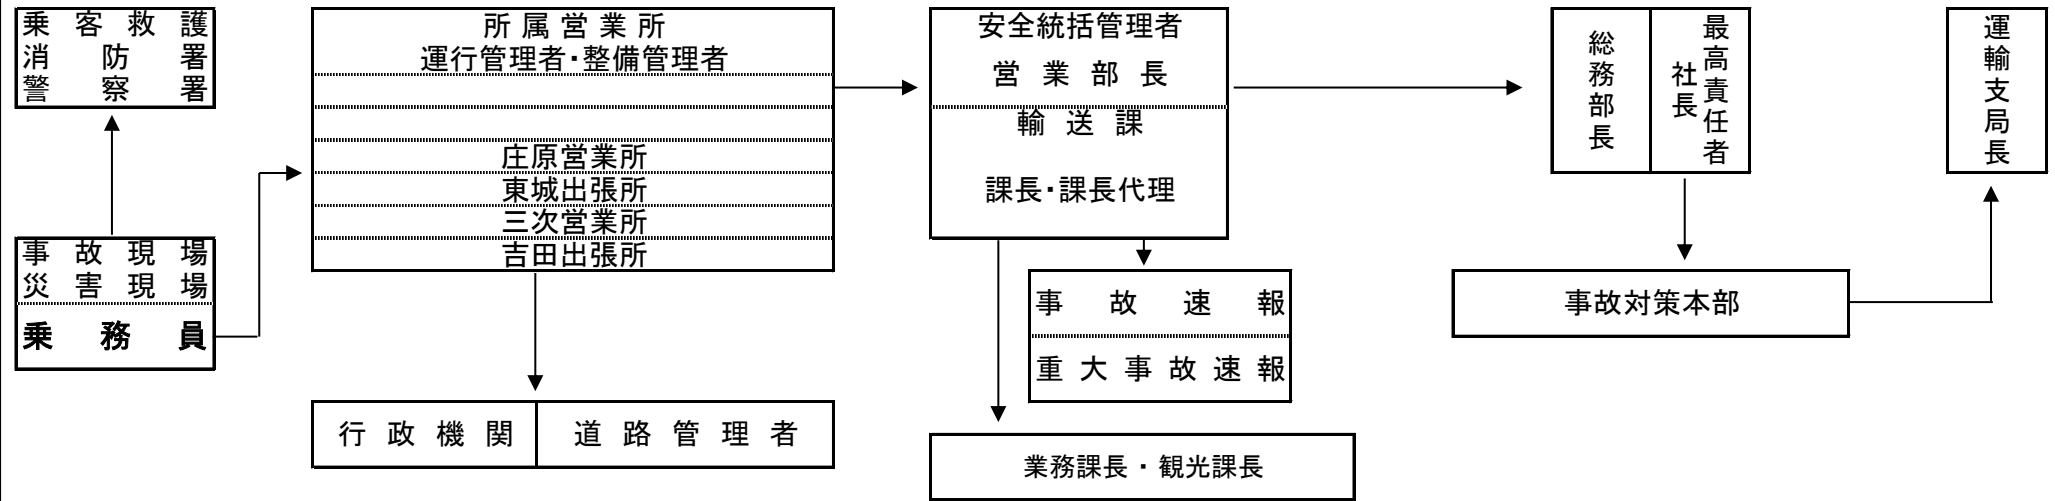 乗客救護
消防署
警察署
事故現場
災害現場
乗務員
所属営業所
運行管理者・整備管理者
庄原営業所
東城出張所
三次営業所
吉田出張所
行政機関
道路管理者
安全統括管理者
営業部長
輸送課
課長・課長代理
事故速報
重大事故速報
業務課長・観光課長
総務部長
最高責任者
社長
事故対策本部
運輸支局長